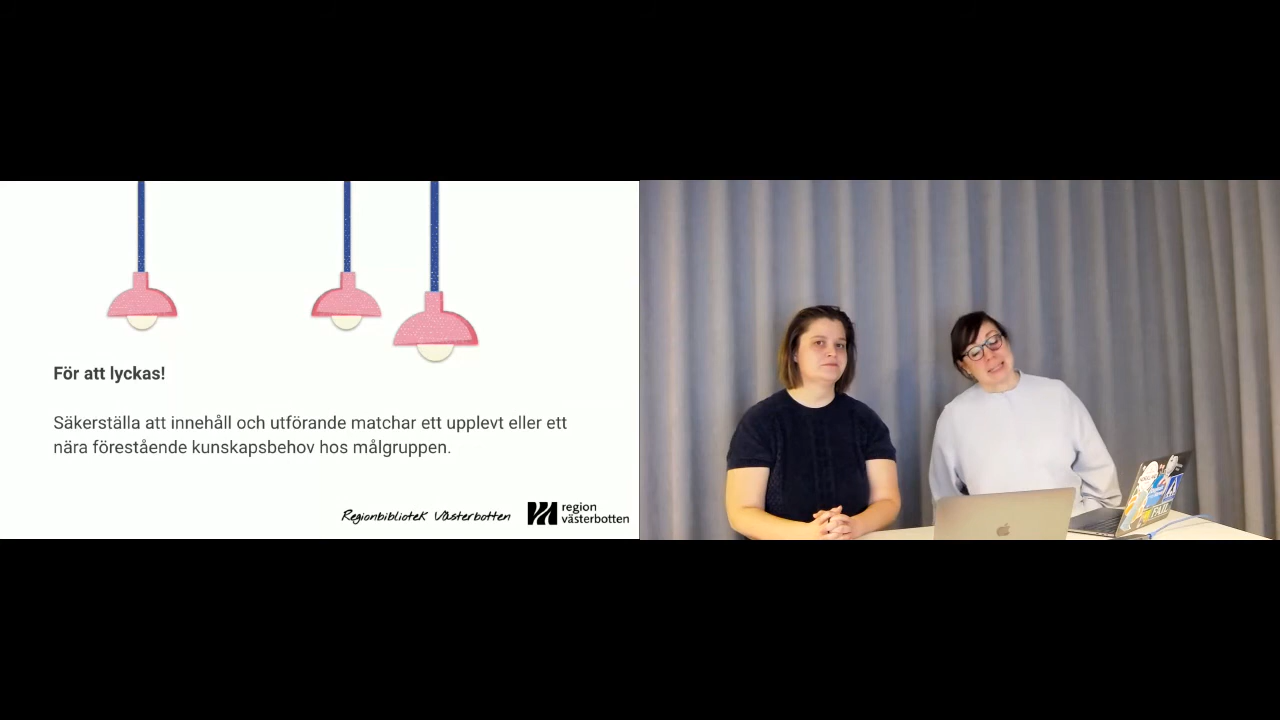 För att lyckas!
Säkerställa att innehåll och utförande matchar ett upplevt eller ett
nära förestående kunskapsbehov hos målgruppen.
Regionbibliotek Västerbotten
region
västerbotten
FAIL